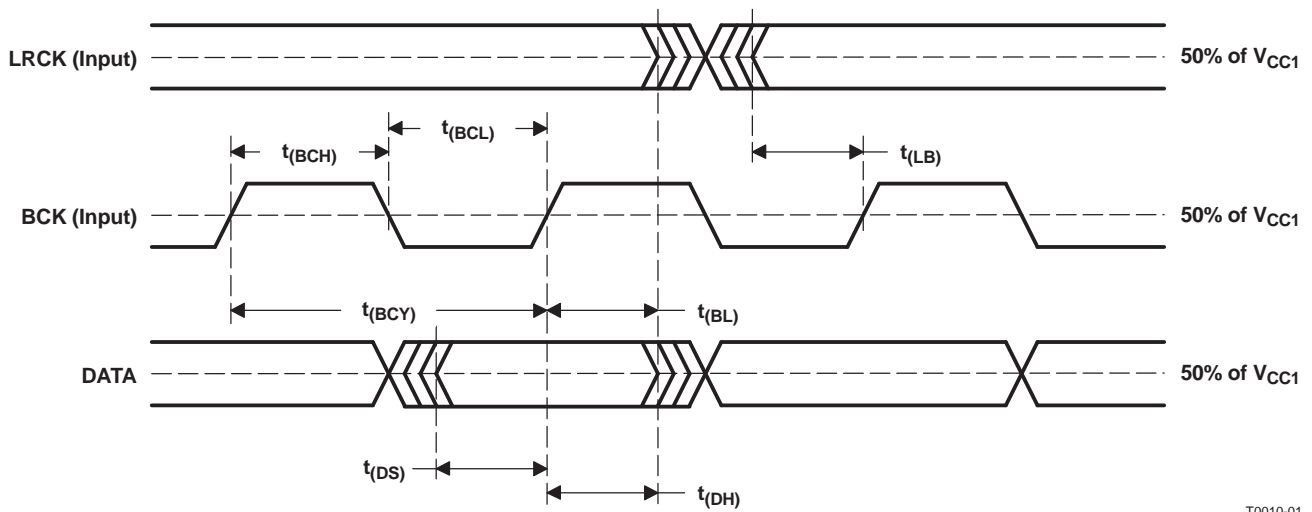 LRCK (Input)
50% of VCC1
t(BCL)
t(BCH)
t(LB)
BCK (Input)
50% of VCC1
t(BCY)
t(BL)
DATA
50% of VCC1
t(DS)
t(DH)
T0010-01